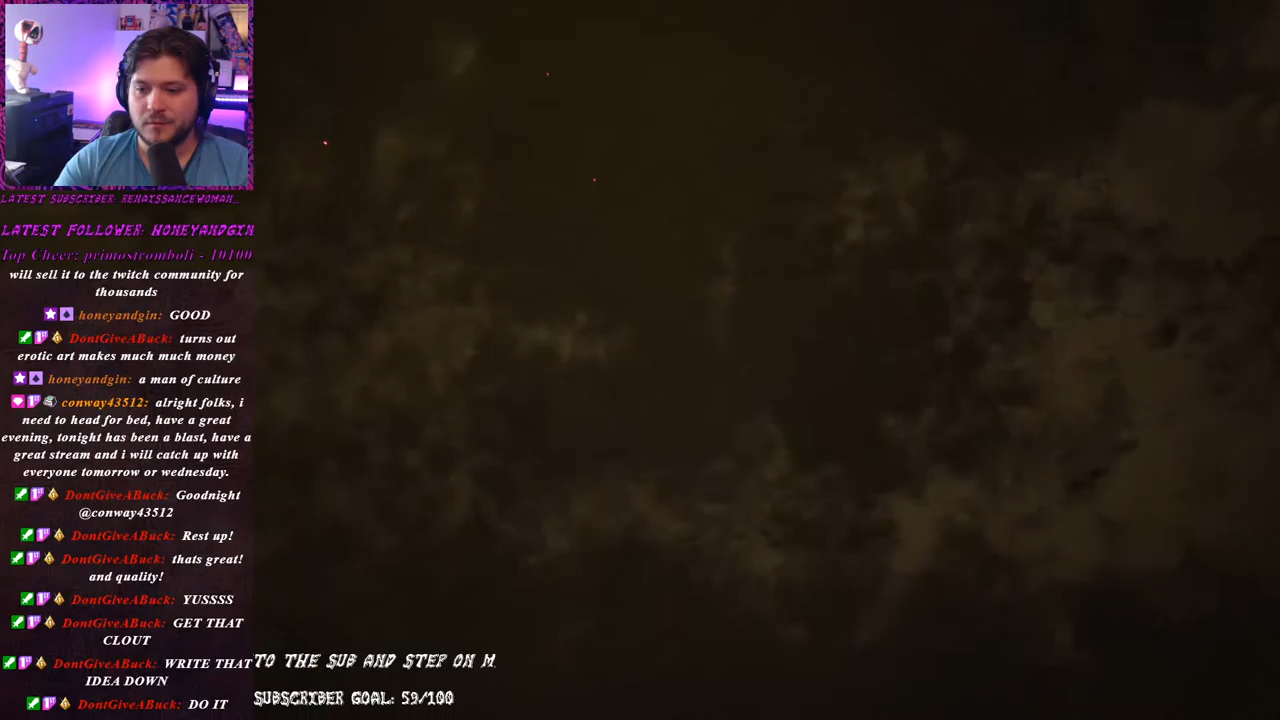 LATEST SUBSCRIBER: RENAISSANCEWOMAN_
LATEST FOLLOWER: HONEYANDGIN
Top Cheer: primostromboli - 10100
will sell it to the twitch community for
thousands
honeyandgin: GOOD
DontGiveABuck: turns out
erotic art makes much much money
honeyandgin: a man of culture
conway43512: alright folks, i
need to head for bed, have a great
evening, tonight has been a blast, have a
great stream and i will catch up with
everyone tomorrow or wednesday.
DontGiveABuck: Goodnight
@conway43512
DontGiveABuck: Rest up!
DontGiveABuck: thats great!
and quality!
DontGiveABuck: YUSSSS
DontGiveABuck: GET THAT
CLOUT
DontGiveABuck: WRITE THAT
IDEA DOWN
DontGiveABuck: DO IT
TO THE SUB AND STEP ON M
SUBSCRIBER GOAL: 59/100